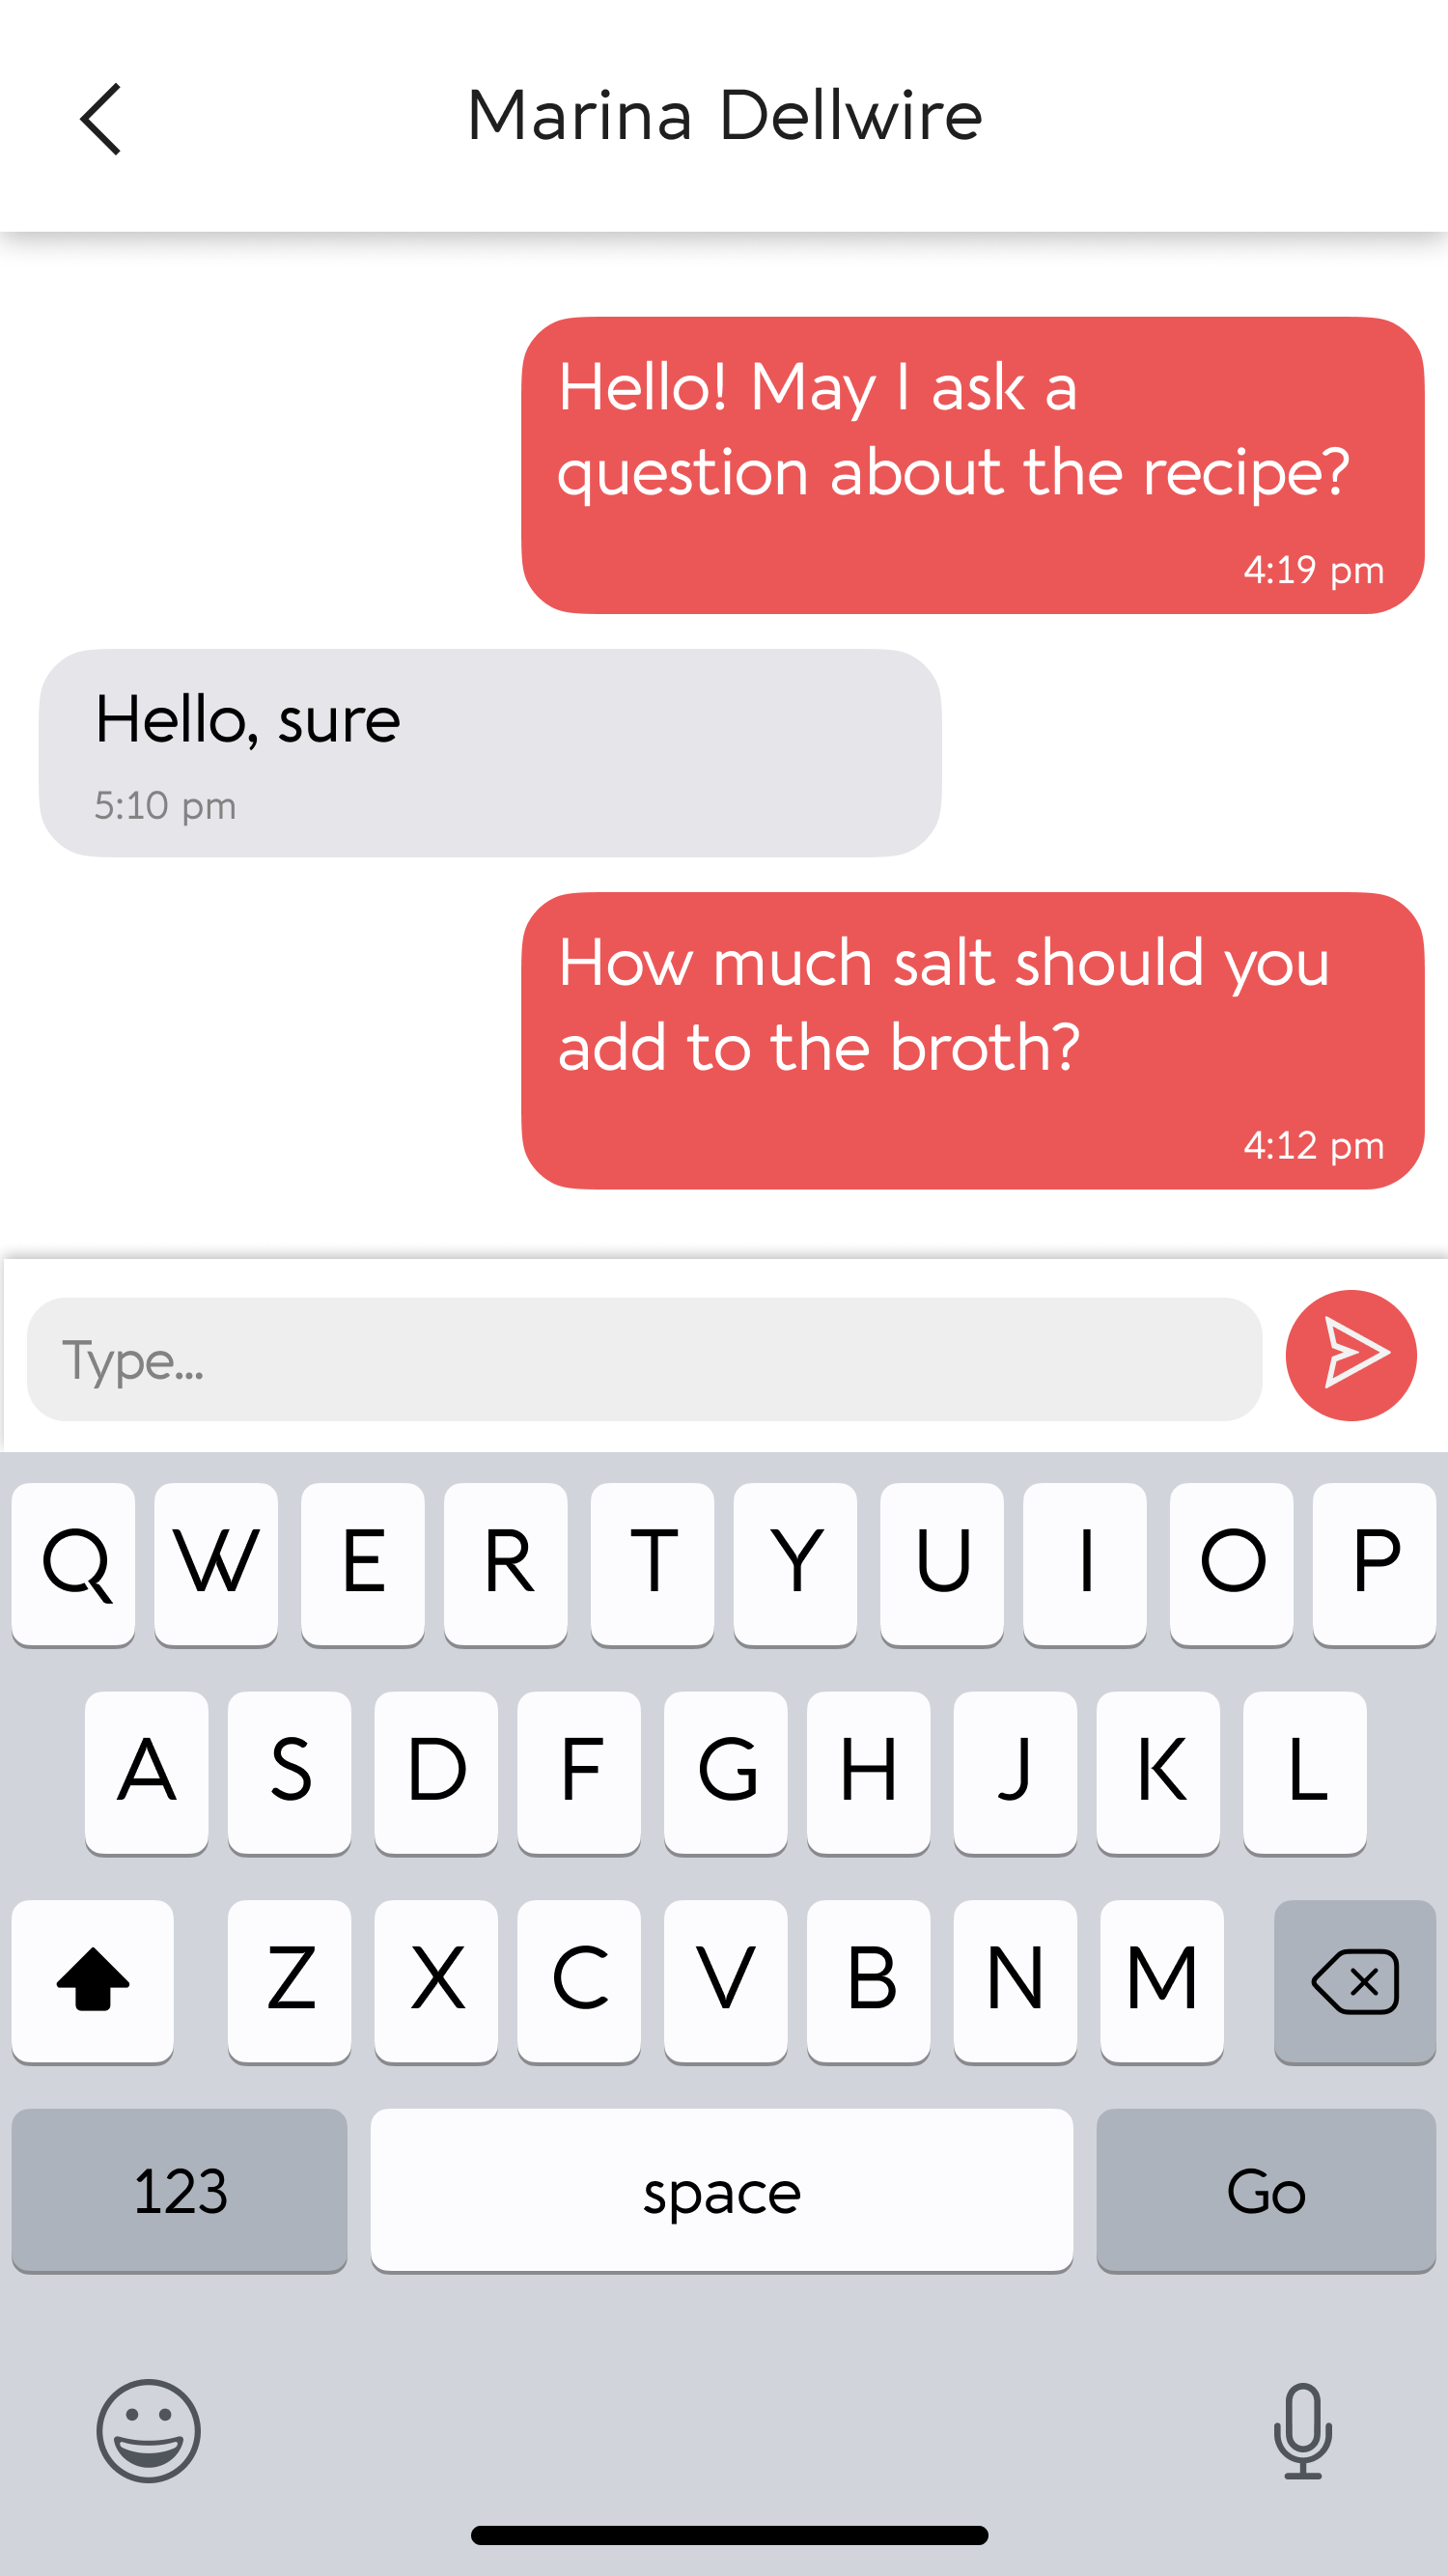 Marina Dellwire
Hello! May I ask a
question about the recipe?
4:19 pm
Hello, sure
5:10 pm
How much salt should you
add to the broth?
4:12 pm
Type...
Q W E R T Y U I O P
A S D F G H J K L
Z X C V B N M
123 space Go